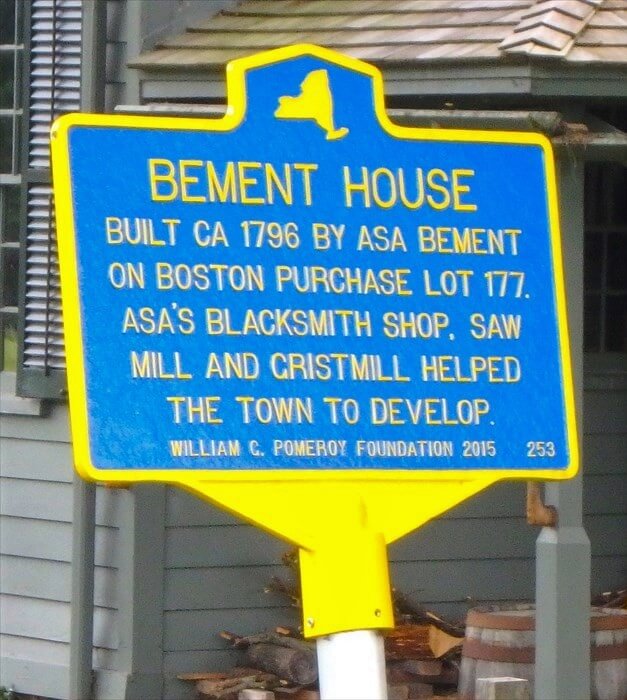 BEMENT HOUSE
BUILT CA 1796 BY ASA BEMENT
ON BOSTON PURCHASE LOT 177.
ASA'S BLACKSMITH SHOP, SAW
MILL AND GRISTMILL HELPED
THE TOWN TO DEVELOP.
WILLIAM G. POMEROY FOUNDATION 2015 253